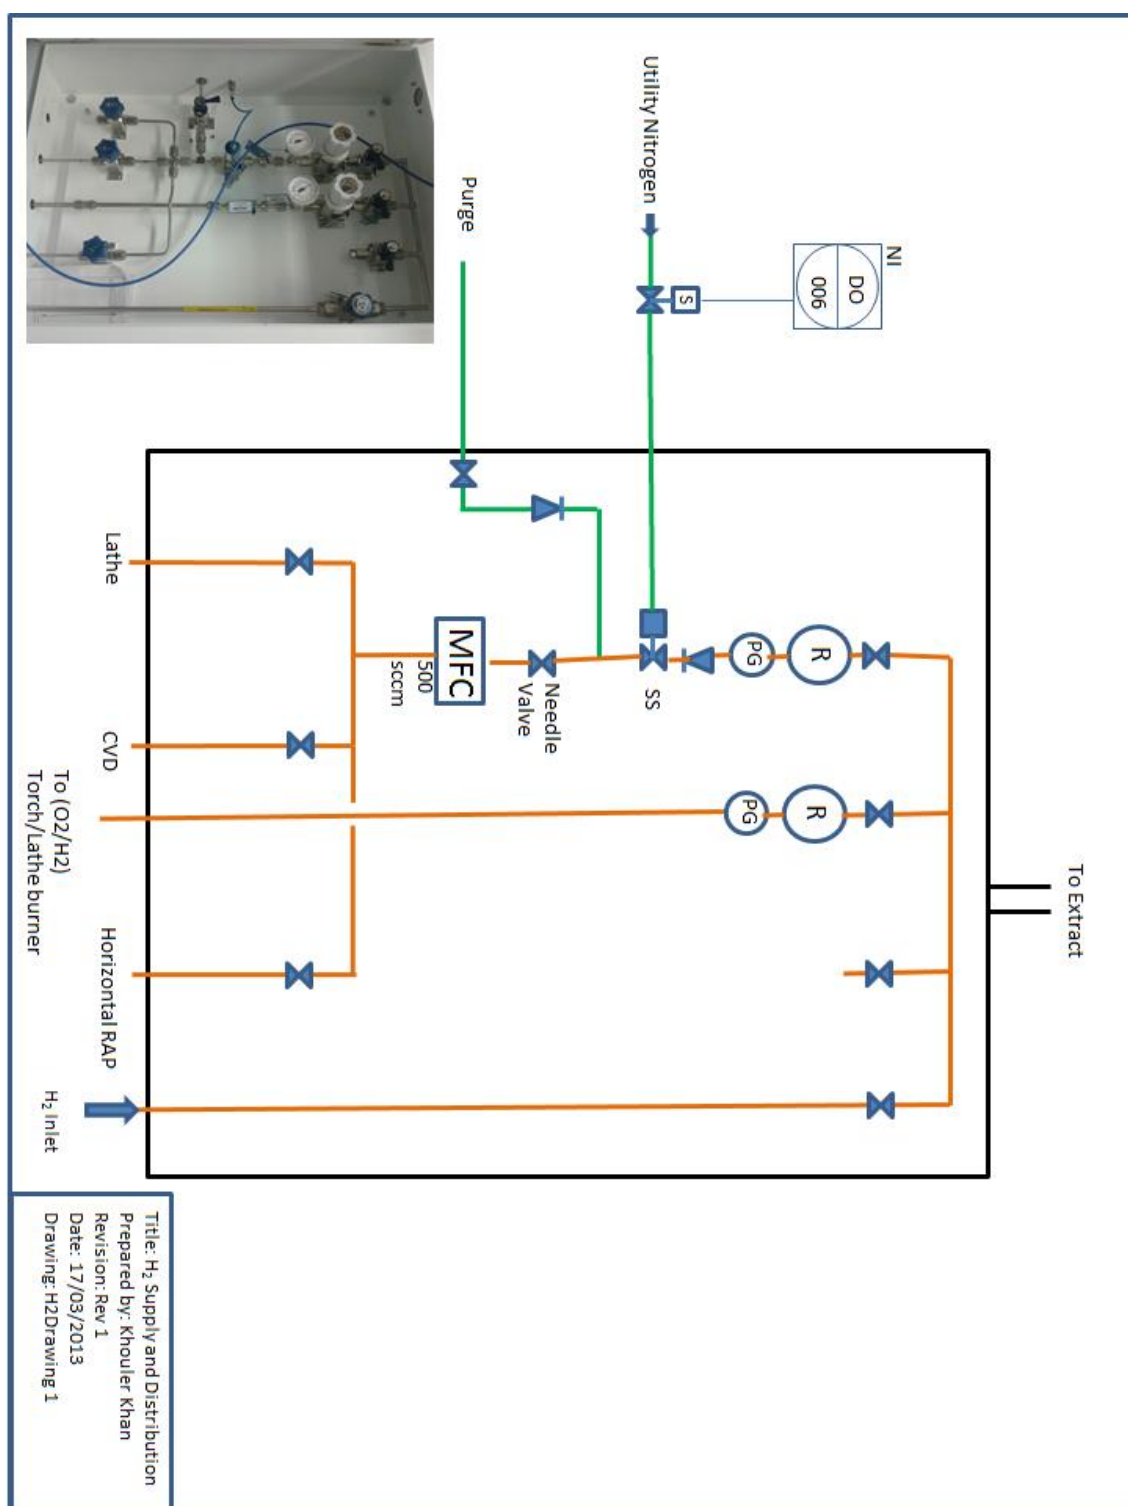 To Extract
NI
DO
006
S
Utility Nitrogen
Purge
R
PG
SS
R
PG
Needle
Valve
MFC
500
sccm
Lathe
CVD
To (O2/H2)
Torch/Lathe burner
Horizontal RAP
H₂ Inlet
Title: H₂ Supply and Distribution
Prepared by: Khouler Khan
Revision: Rev 1
Date: 17/03/2013
Drawing: H2Drawing 1